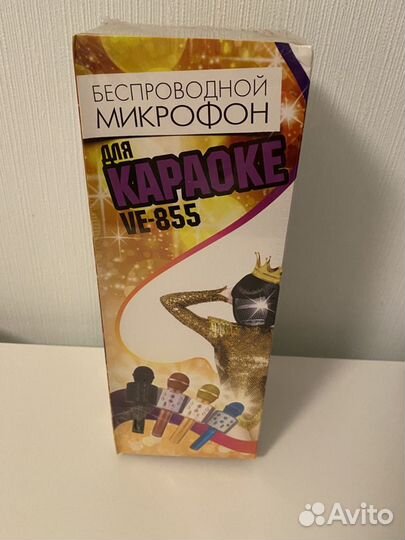 БЕСПРОВОДНОЙ
МИКРОФОН
ДЛЯ
КАРАОКЕ
VE-855
Avito